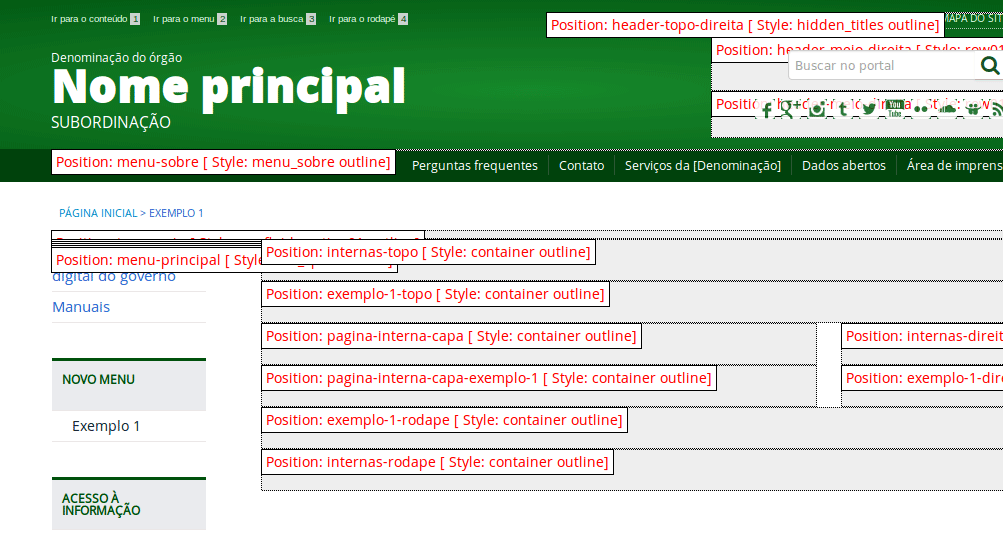 Ir para o conteúdo 1 Ir para o menu 2 Ir para a busca 3 Ir para o rodapé 4
Position: header-topo-direita [ Style: hidden_titles outline]
MAPA DO SIT
Position: header-meio-direita [ Style: row01
Buscar no portal
Denominação do órgão
Nome principal
SUBORDINAÇÃO
You
Tube
Position: menu-sobre [ Style: menu_sobre outline]
Perguntas frequentes
Contato
Serviços da [Denominação]
Dados abertos
Área de imprens
PÁGINA INICIAL > EXEMPLO 1
Position: internas-topo [ Style: container outline]
Position: menu-principal [ Style
digital do governo
Manuais
Position: exemplo-1-topo [ Style: container outline]
Position: pagina-interna-capa [ Style: container outline]
Position: internas-direit
Position: pagina-interna-capa-exemplo-1 [ Style: container outline]
Position: exemplo-1-dire
Position: exemplo-1-rodape [ Style: container outline]
Position: internas-rodape [ Style: container outline]
NOVO MENU
Exemplo 1
ACESSO À
INFORMAÇÃO